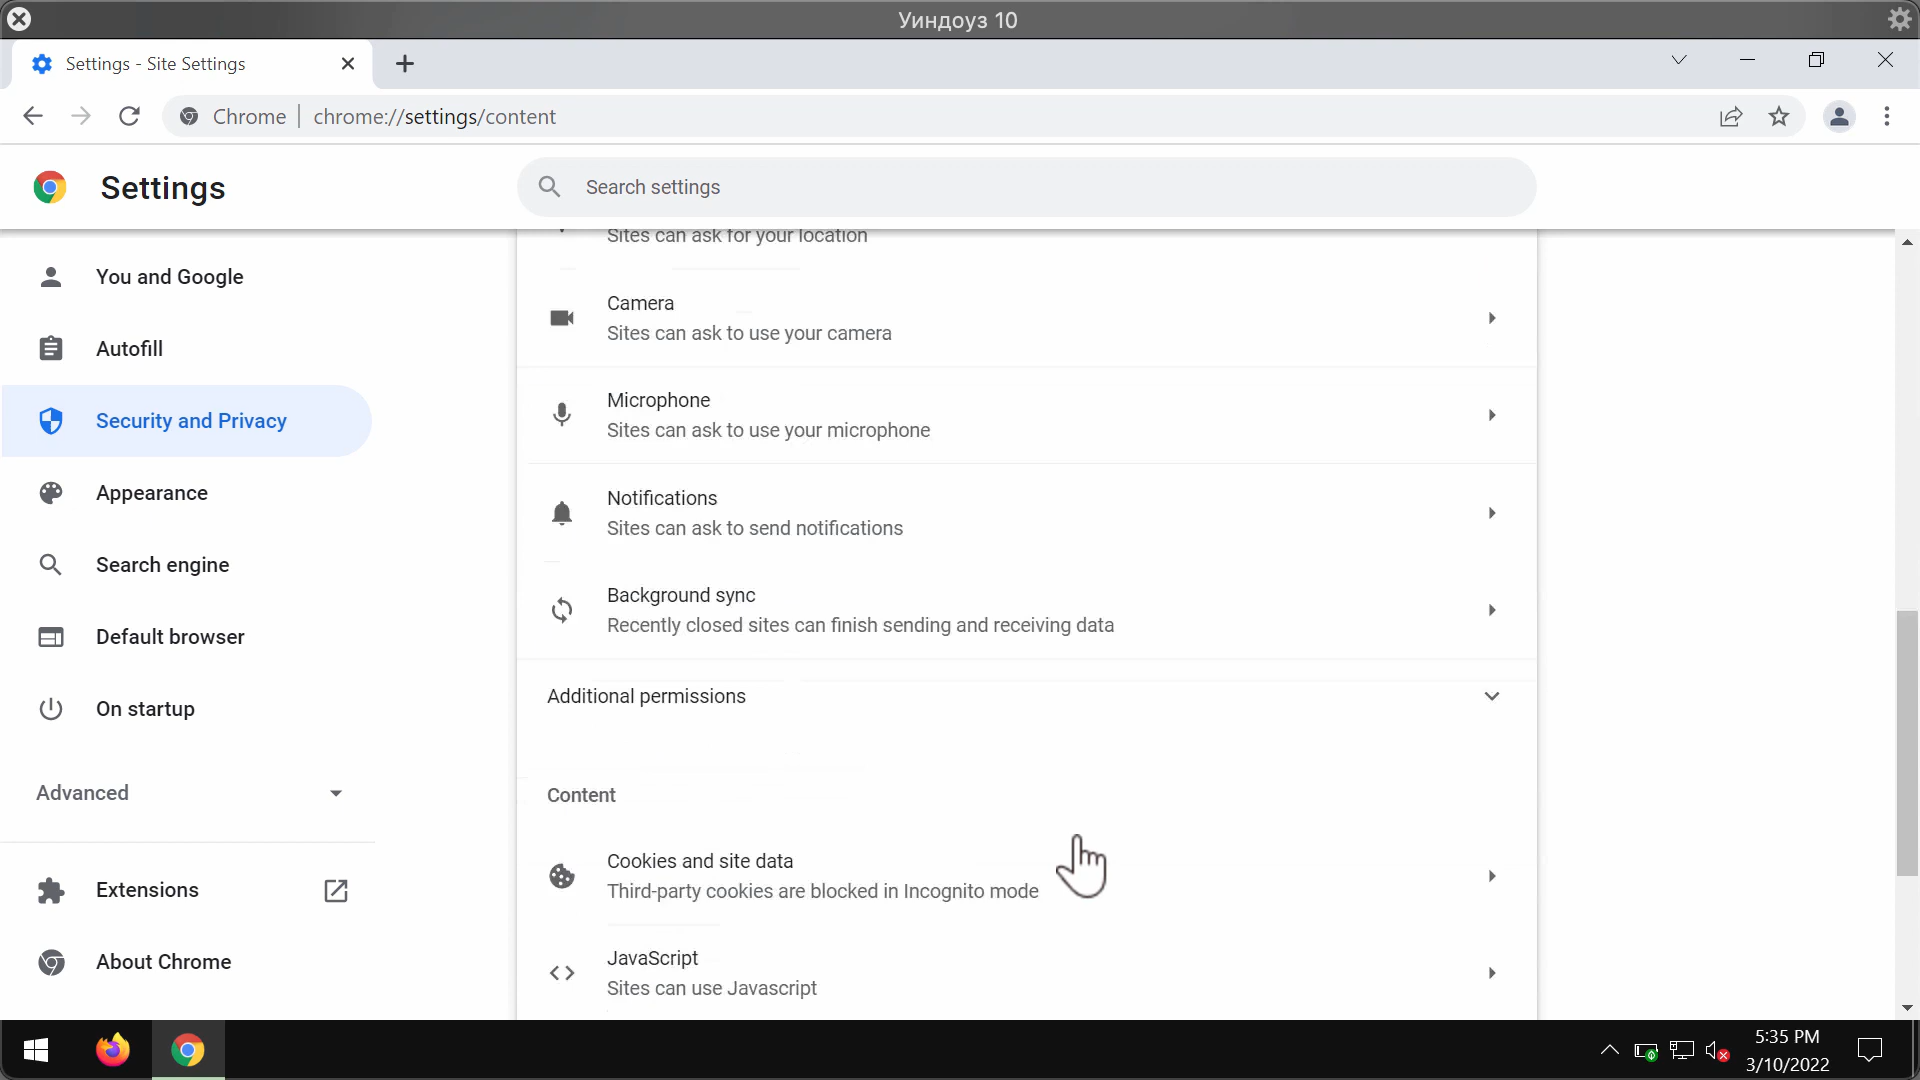 Уиндоуз 10
Settings - Site Settings
Chrome
chrome://settings/content
Settings
Search settings
You and Google
Autofill
Security and Privacy
Appearance
Search engine
Default browser
On startup
Advanced
Extensions
About Chrome
Sites can ask for your location
Camera
Sites can ask to use your camera
Microphone
Sites can ask to use your microphone
Notifications
Sites can ask to send notifications
Background sync
Recently closed sites can finish sending and receiving data
Additional permissions
Content
Cookies and site data
Third-party cookies are blocked in Incognito mode
JavaScript
Sites can use Javascript
5:35 PM
3/10/2022